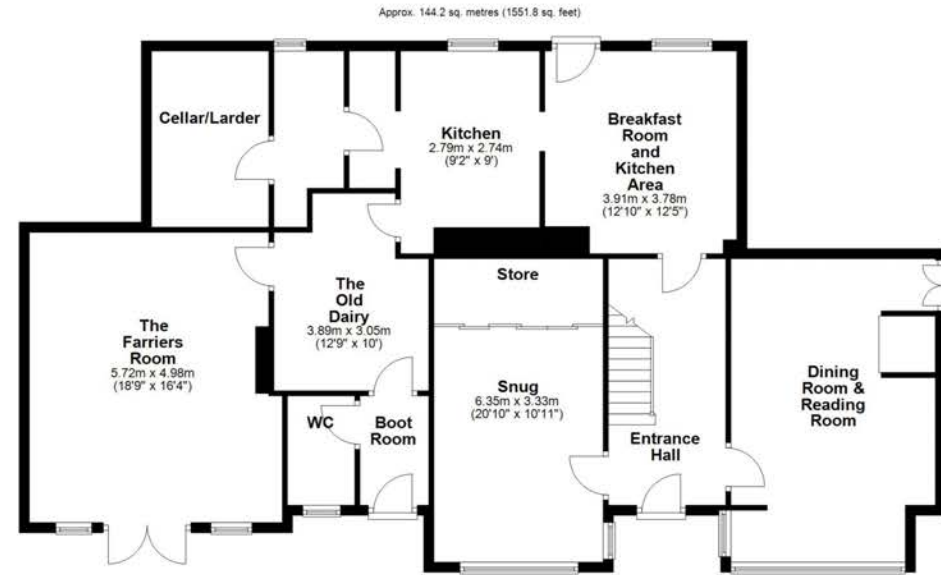 Approx. 144.2 sq. metres (1551.8 sq. feet)
Cellar/Larder
Kitchen
2.79m x 2.74m
(9'2" x 9')
Breakfast
Room
and
Kitchen
Area
3.91m x 3.78m
(12'10" x 12'5")
The
Farriers
Room
5.72m x 4.98m
(18'9" x 16'4")
The
Old
Dairy
3.89m x 3.05m
(12'9" x 10')
Store
Snug
6.35m x 3.33m
(20'10" x 10'11")
WC
Boot
Room
Entrance
Hall
Dining
Room &
Reading
Room